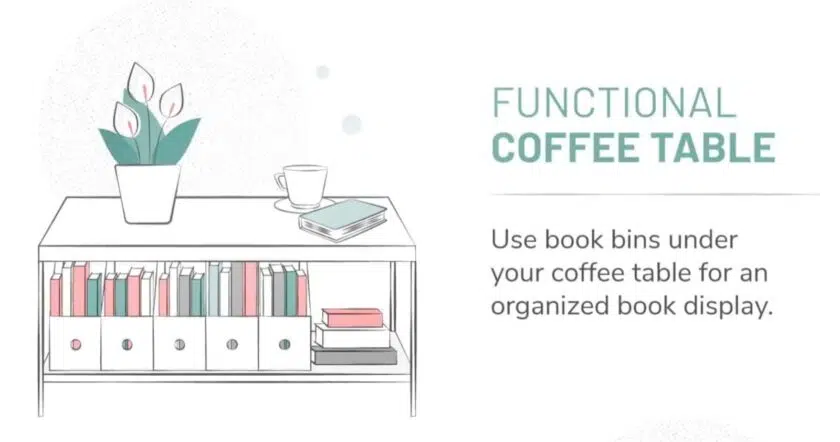 FUNCTIONAL
COFFEE TABLE
Use book bins under
your coffee table for an
organized book display.